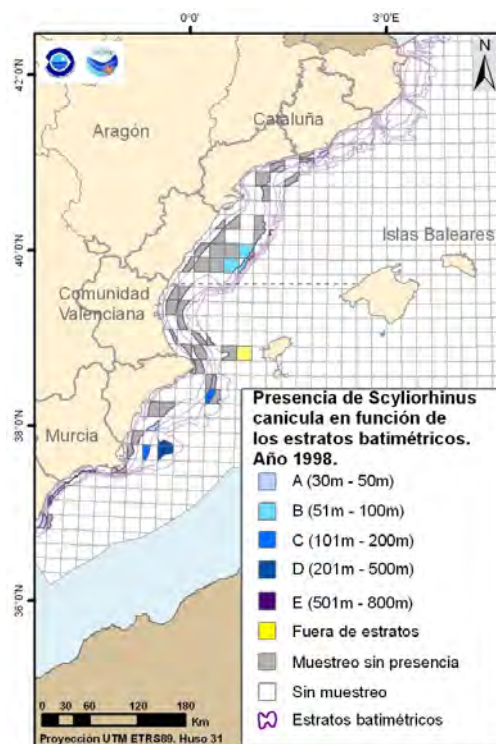 0°0'
3°0'E
42°0'N
N
Cataluña
Aragón
40°0'N
Islas Baleares
Comunidad
Valenciana
38°0'N
Murcia
36°0'N
Presencia de Scyliorhinus
canicula en función de
los estratos batimétricos.
Año 1998.
A (30m - 50m)
B (51m - 100m)
C (101m - 200m)
D (201m - 500m)
E (501m - 800m)
Fuera de estratos
Muestreo sin presencia
Sin muestreo
Estratos batimétricos
0 30 60 120 180
Km
Proyección UTM ETRS89. Huso 31